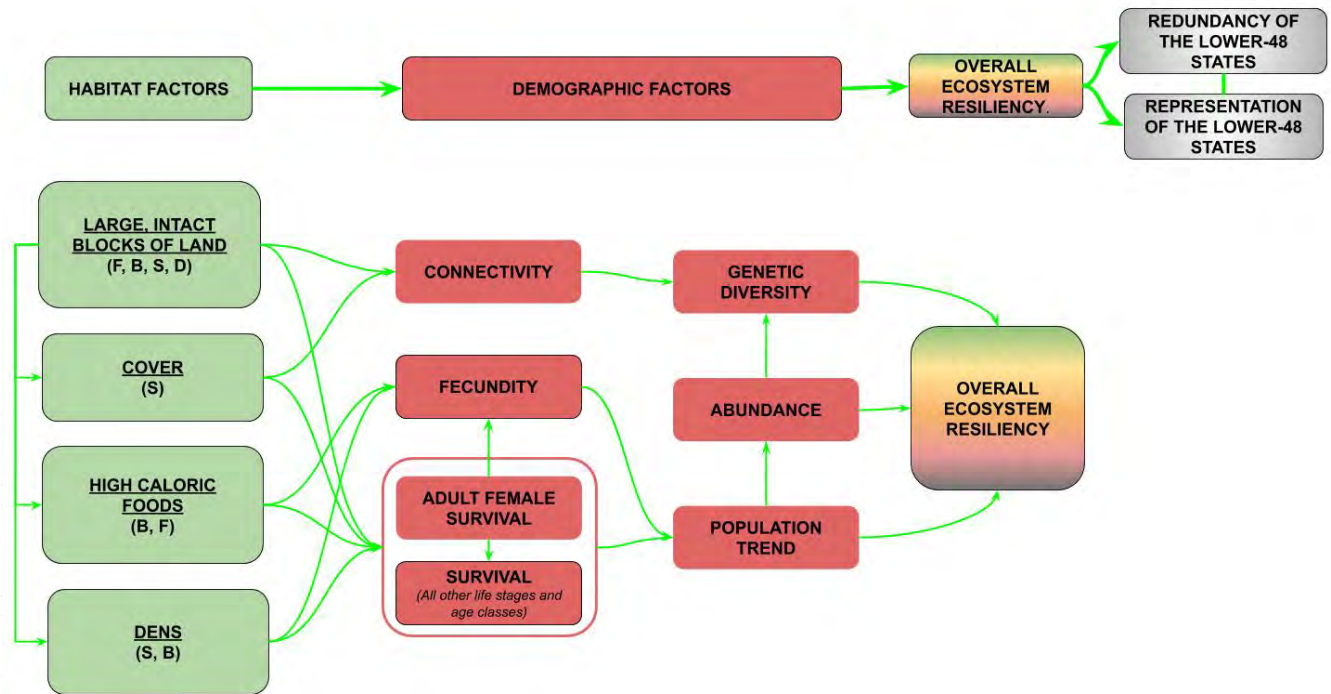 HABITAT FACTORS
DEMOGRAPHIC FACTORS
OVERALL
ECOSYSTEM
RESILIENCY.
REDUNDANCY OF
THE LOWER-48
STATES
REPRESENTATION
OF THE LOWER-48
STATES
LARGE, INTACT
BLOCKS OF LAND
(F, B, S, D)
COVER
(S)
HIGH CALORIC
FOODS
(B, F)
DENS
(S, B)
CONNECTIVITY
FECUNDITY
ADULT FEMALE
SURVIVAL
SURVIVAL
(All other life stages and
age classes)
GENETIC
DIVERSITY
ABUNDANCE
POPULATION
TREND
OVERALL
ECOSYSTEM
RESILIENCY